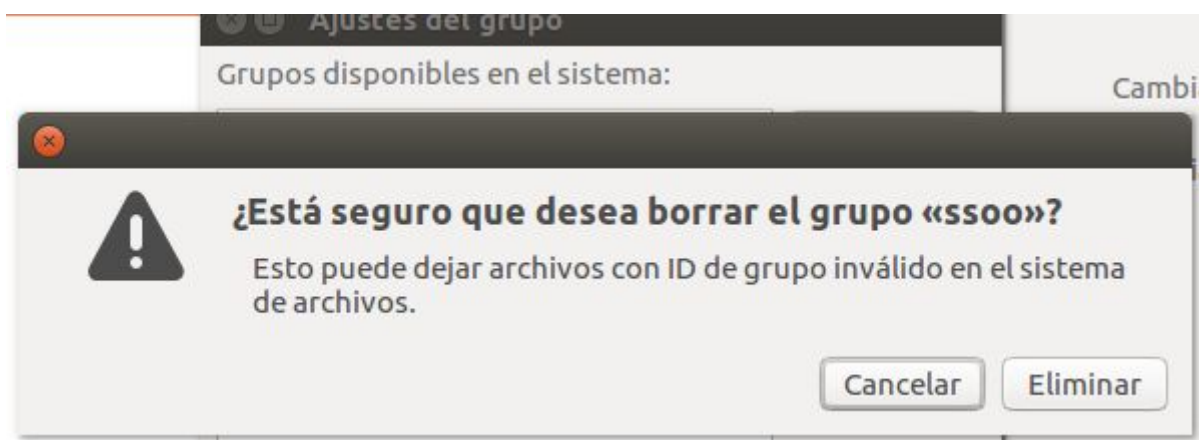 Ajustes del grupo
Grupos disponibles en el sistema:
¿Está seguro que desea borrar el grupo «ssoo»?
Esto puede dejar archivos con ID de grupo inválido en el sistema
de archivos.
Cancelar Eliminar